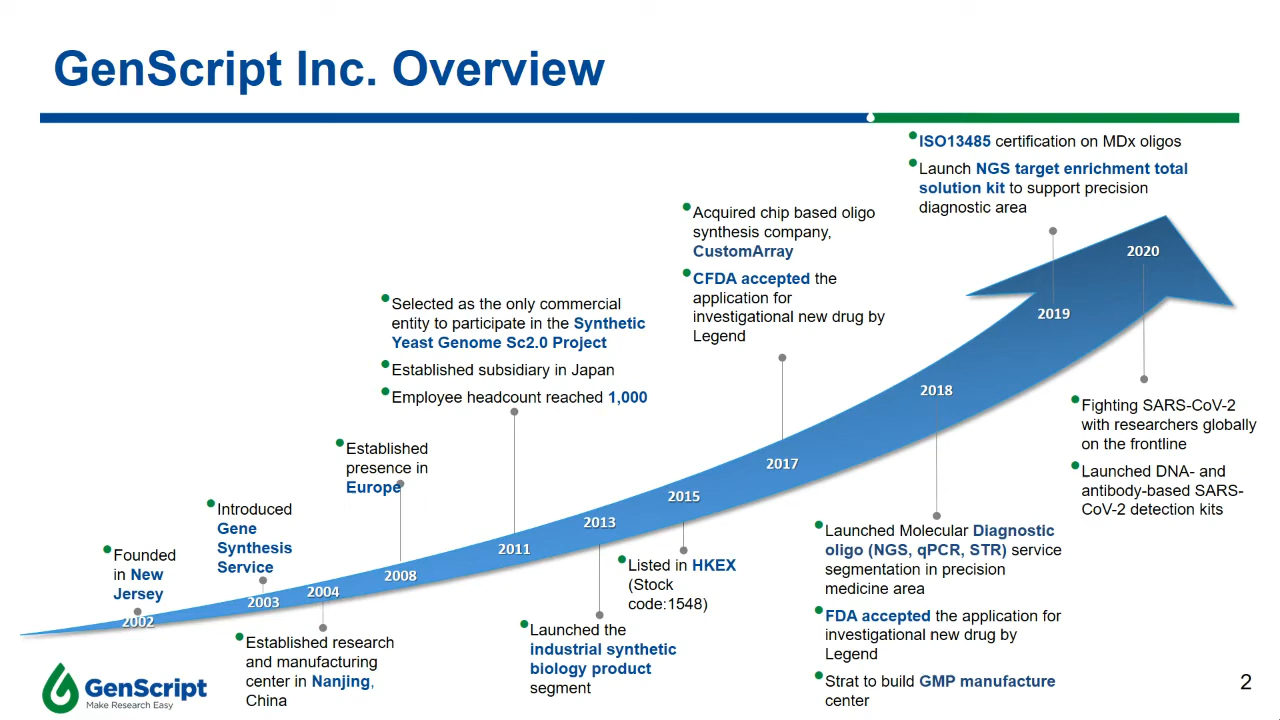 GenScript Inc. Overview
ISO13485 certification on MDx oligos
Launch NGS target enrichment total
solution kit to support precision
diagnostic area
Acquired chip based oligo
synthesis company,
CustomArray
CFDA accepted the
application for
investigational new drug by
Legend
2020
2019
Selected as the only commercial
entity to participate in the Synthetic
Yeast Genome Sc2.0 Project
Established subsidiary in Japan
Employee headcount reached 1,000
2018
Fighting SARS-CoV-2
with researchers globally
on the frontline
Launched DNA- and
antibody-based SARS-
CoV-2 detection kits
Established
presence in
Europe
2017
2015
2013
2011
2008
2004
2003
2002
Introduced
Gene
Synthesis
Service
Founded
in New
Jersey
Launched Molecular Diagnostic
oligo (NGS, qPCR, STR) service
segmentation in precision
medicine area
FDA accepted the application for
investigational new drug by
Legend
Strat to build GMP manufacture
center
Listed in HKEX
(Stock
code:1548)
Launched the
industrial synthetic
biology product
segment
Established research
and manufacturing
center in Nanjing,
China
GenScript
Make Research Easy
2